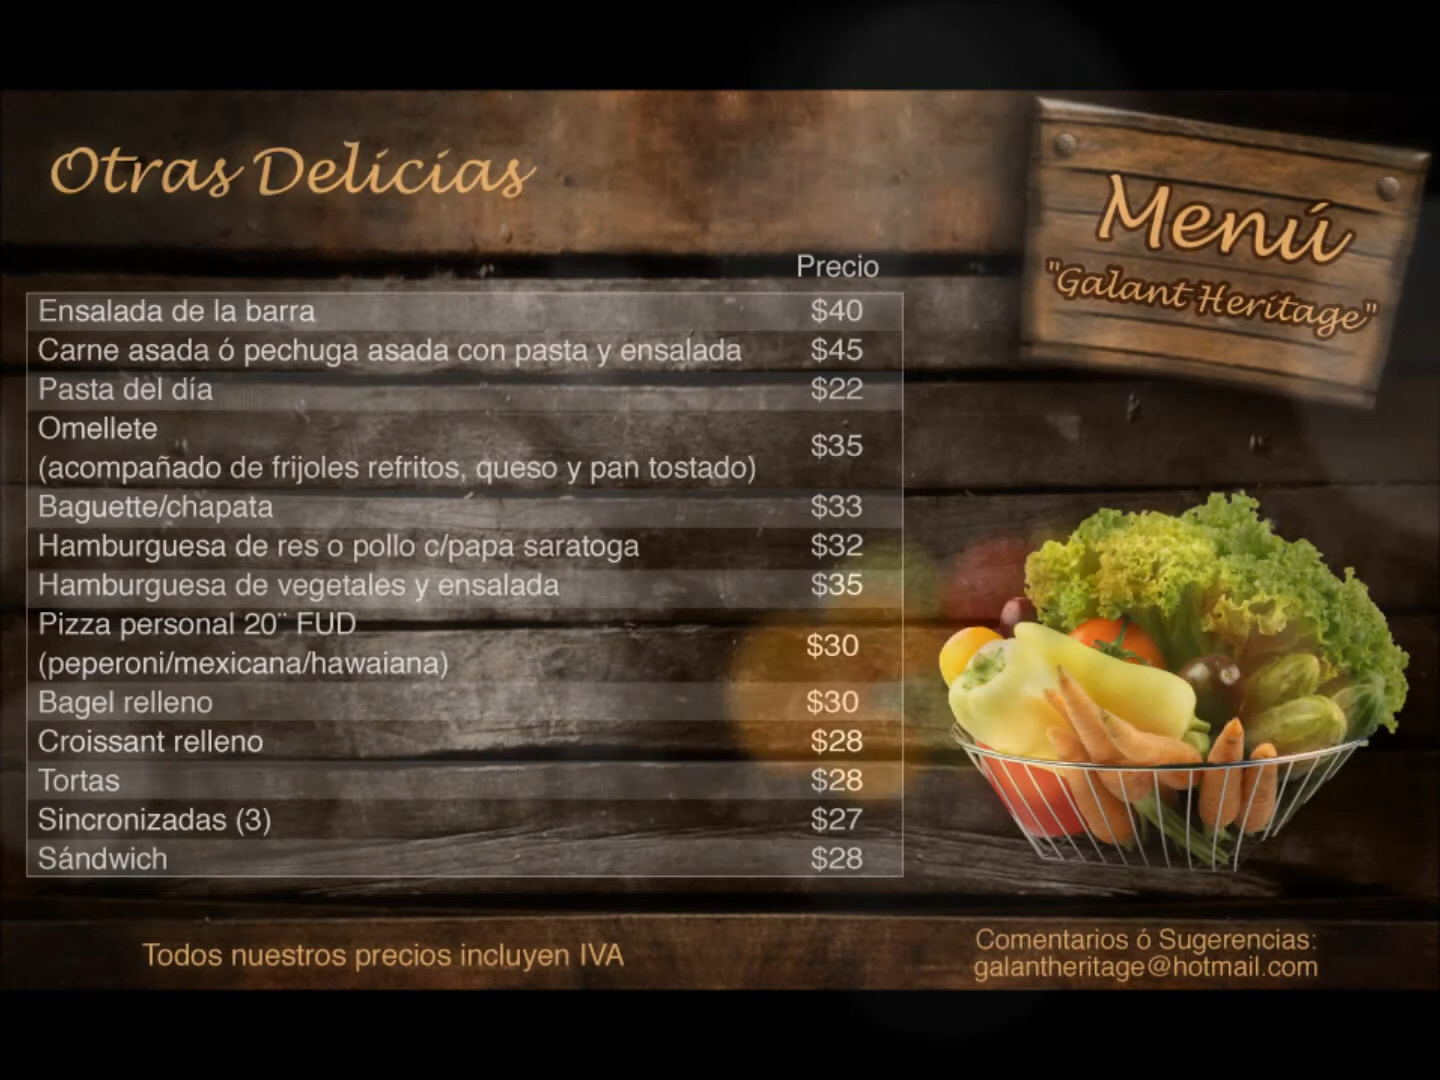 Otras Delicias
Menú
"Galant Heritage"
Precio
Ensalada de la barra $40
Carne asada ó pechuga asada con pasta y ensalada $45
Pasta del día $22
Omellete
(acompañado de frijoles refritos, queso y pan tostado) $35
Baguette/chapata $33
Hamburguesa de res o pollo c/papa saratoga $32
Hamburguesa de vegetales y ensalada $35
Pizza personal 20¨ FUD
(peperoni/mexicana/hawaiana) $30
Bagel relleno $30
Croissant relleno $28
Tortas $28
Sincronizadas (3) $27
Sándwich $28
Todos nuestros precios incluyen IVA
Comentarios ó Sugerencias:
galantheritage@hotmail.com